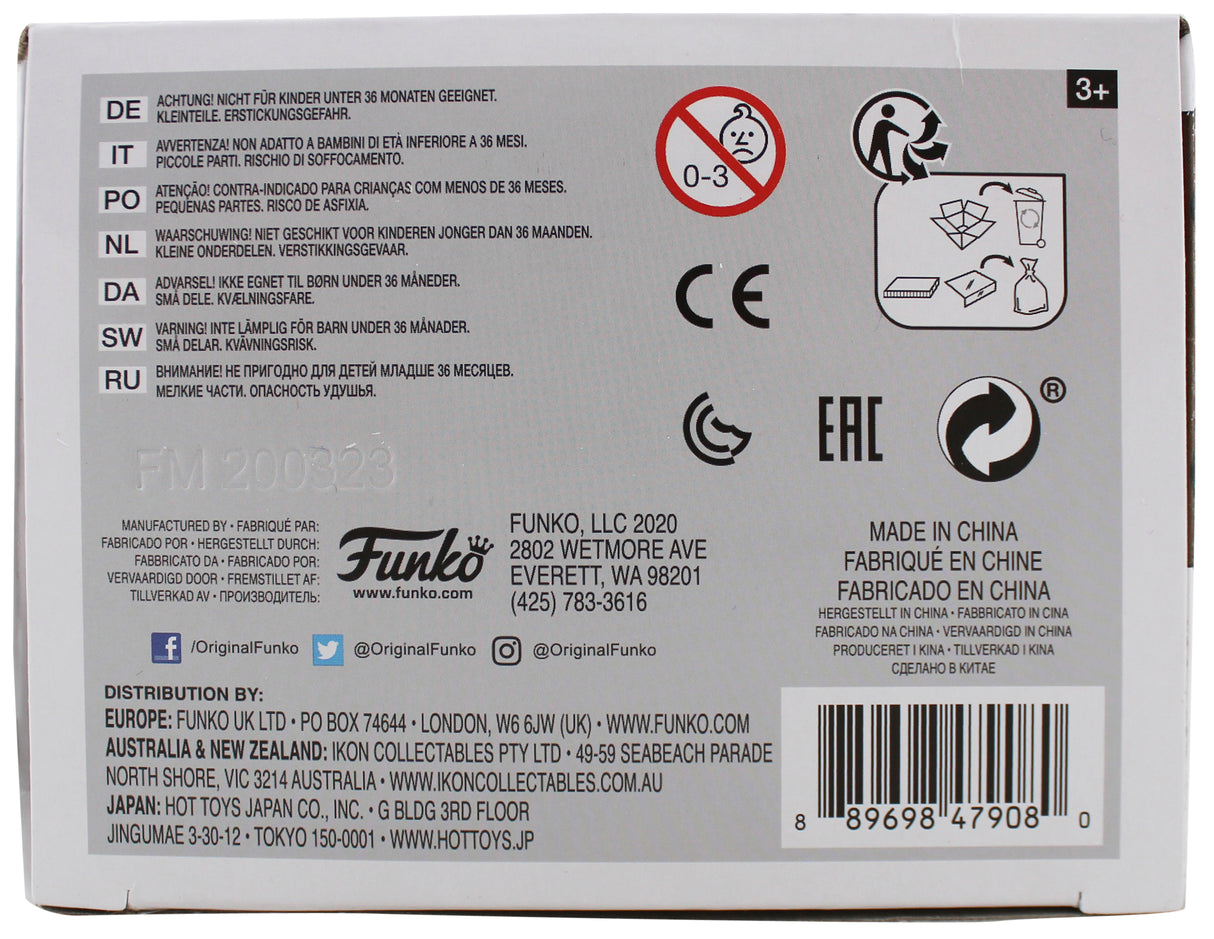 DE ACHTUNG! NICHT FÜR KINDER UNTER 36 MONATEN GEEIGNET.
KLEINTEILE. ERSTICKUNGSGEFAHR.
IT AVVERTENZA! NON ADATTO A BAMBINI DI ETÀ INFERIORE A 36 MESI.
PICCOLE PARTI. RISCHIO DI SOFFOCAMENTO.
PO ATENÇÃO! CONTRA-INDICADO PARA CRIANÇAS COM MENOS DE 36 MESES.
PEQUENAS PARTES. RISCO DE ASFIXIA.
NL WAARSCHUWING! NIET GESCHIKT VOOR KINDEREN JONGER DAN 36 MAANDEN.
KLEINE ONDERDELEN. VERSTIKKINGSGEVAAR.
DA ADVARSEL! IKKE EGNET TIL BØRN UNDER 36 MÅNEDER.
SMÅ DELE. KVÆLNINGSFARE.
SW VARNING! INTE LÄMPLIG FÖR BARN UNDER 36 MÅNADER.
SMÅ DELAR. KVÄVNINGSRISK.
RU ВНИМАНИЕ! НЕ ПРИГОДНО ДЛЯ ДЕТЕЙ МЛАДШЕ 36 МЕСЯЦЕВ.
МЕЛКИЕ ЧАСТИ. ОПАСНОСТЬ УДУШЬЯ.
0-3
3+
CE
EAC
®
FM 200323
MANUFACTURED BY • FABRIQUÉ PAR:
FABRICADO POR • HERGESTELLT DURCH:
FABBRICATO DA • FABRICADO POR:
VERVAARDIGD DOOR • FREMSTILLET AF:
TILLVERKAD AV • ПРОИЗВОДИТЕЛЬ:
Funko
www.funko.com
FUNKO, LLC 2020
2802 WETMORE AVE
EVERETT, WA 98201
(425) 783-3616
MADE IN CHINA
FABRIQUÉ EN CHINE
FABRICADO EN CHINA
HERGESTELLT IN CHINA • FABBRICATO IN CINA
FABRICADO NA CHINA • VERVAARDIGD IN CHINA
PRODUCERET I KINA • TILLVERKAD I KINA
СДЕЛАНО В КИТАЕ
f /OriginalFunko @OriginalFunko @OriginalFunko
DISTRIBUTION BY:
EUROPE: FUNKO UK LTD • PO BOX 74644 • LONDON, W6 6JW (UK) • WWW.FUNKO.COM
AUSTRALIA & NEW ZEALAND: IKON COLLECTABLES PTY LTD • 49-59 SEABEACH PARADE
NORTH SHORE, VIC 3214 AUSTRALIA • WWW.IKONCOLLECTABLES.COM.AU
JAPAN: HOT TOYS JAPAN CO., INC. • G BLDG 3RD FLOOR
JINGUMAE 3-30-12 • TOKYO 150-0001 • WWW.HOTTOYS.JP
8 89698 47908 0